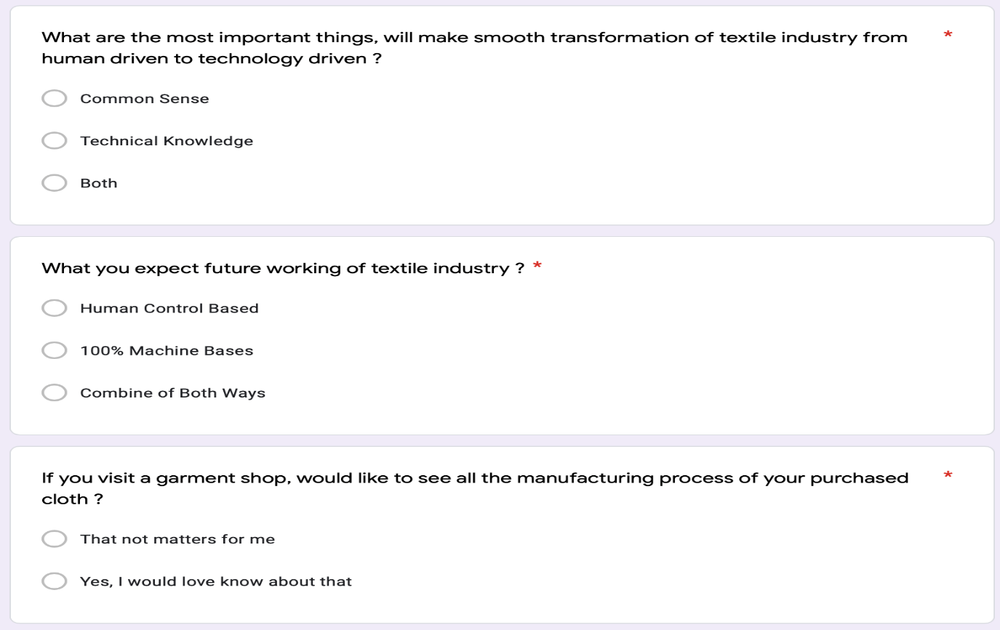 What are the most important things, will make smooth transformation of textile industry from *
human driven to technology driven ?
Common Sense
Technical Knowledge
Both
What you expect future working of textile industry ? *
Human Control Based
100% Machine Bases
Combine of Both Ways
If you visit a garment shop, would like to see all the manufacturing process of your purchased *
cloth ?
That not matters for me
Yes, I would love know about that